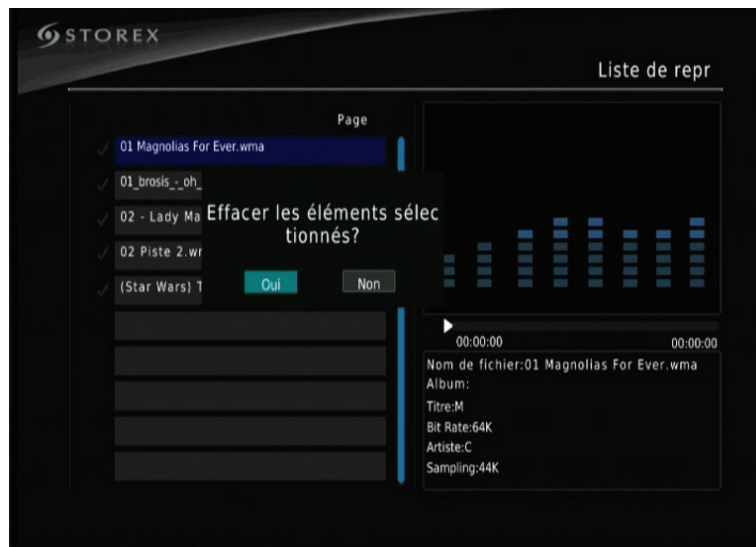 STOREX
Liste de repr
Page
01 Magnolias For Ever.wma
01_brosis_-_oh_
02 - Lady Ma
02 Piste 2.wr
(Star Wars) T
Effacer les éléments sélec
tionnés?
Oui
Non
00:00:00
00:00:00
Nom de fichier:01 Magnolias For Ever.wma
Album:
Titre:M
Bit Rate:64K
Artiste:C
Sampling:44K